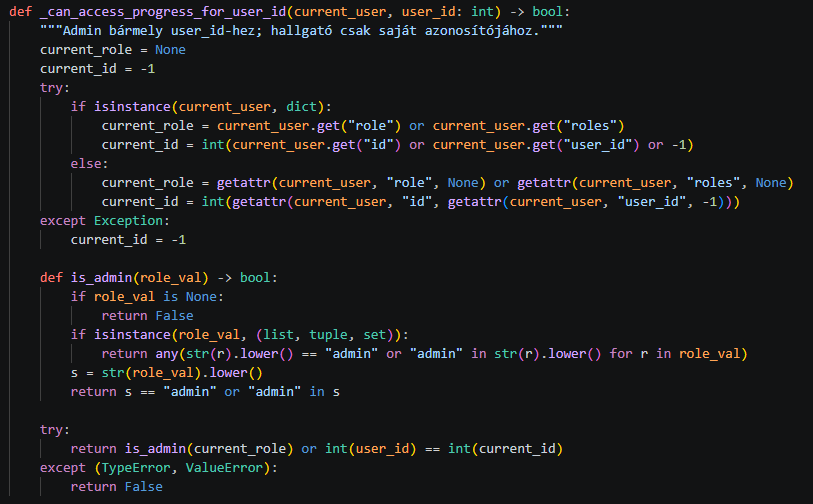 def _can_access_progress_for_user_id(current_user, user_id: int) -> bool:
    """Admin bármely user_id-hez; hallgató csak saját azonosítójához."""
    current_role = None
    current_id = -1
    try:
        if isinstance(current_user, dict):
            current_role = current_user.get("role") or current_user.get("roles")
            current_id = int(current_user.get("id") or current_user.get("user_id") or -1)
        else:
            current_role = getattr(current_user, "role", None) or getattr(current_user, "roles", None)
            current_id = int(getattr(current_user, "id", getattr(current_user, "user_id", -1)))
    except Exception:
        current_id = -1

    def is_admin(role_val) -> bool:
        if role_val is None:
            return False
        if isinstance(role_val, (list, tuple, set)):
            return any(str(r).lower() == "admin" or "admin" in str(r).lower() for r in role_val)
        s = str(role_val).lower()
        return s == "admin" or "admin" in s

    try:
        return is_admin(current_role) or int(user_id) == int(current_id)
    except (TypeError, ValueError):
        return False